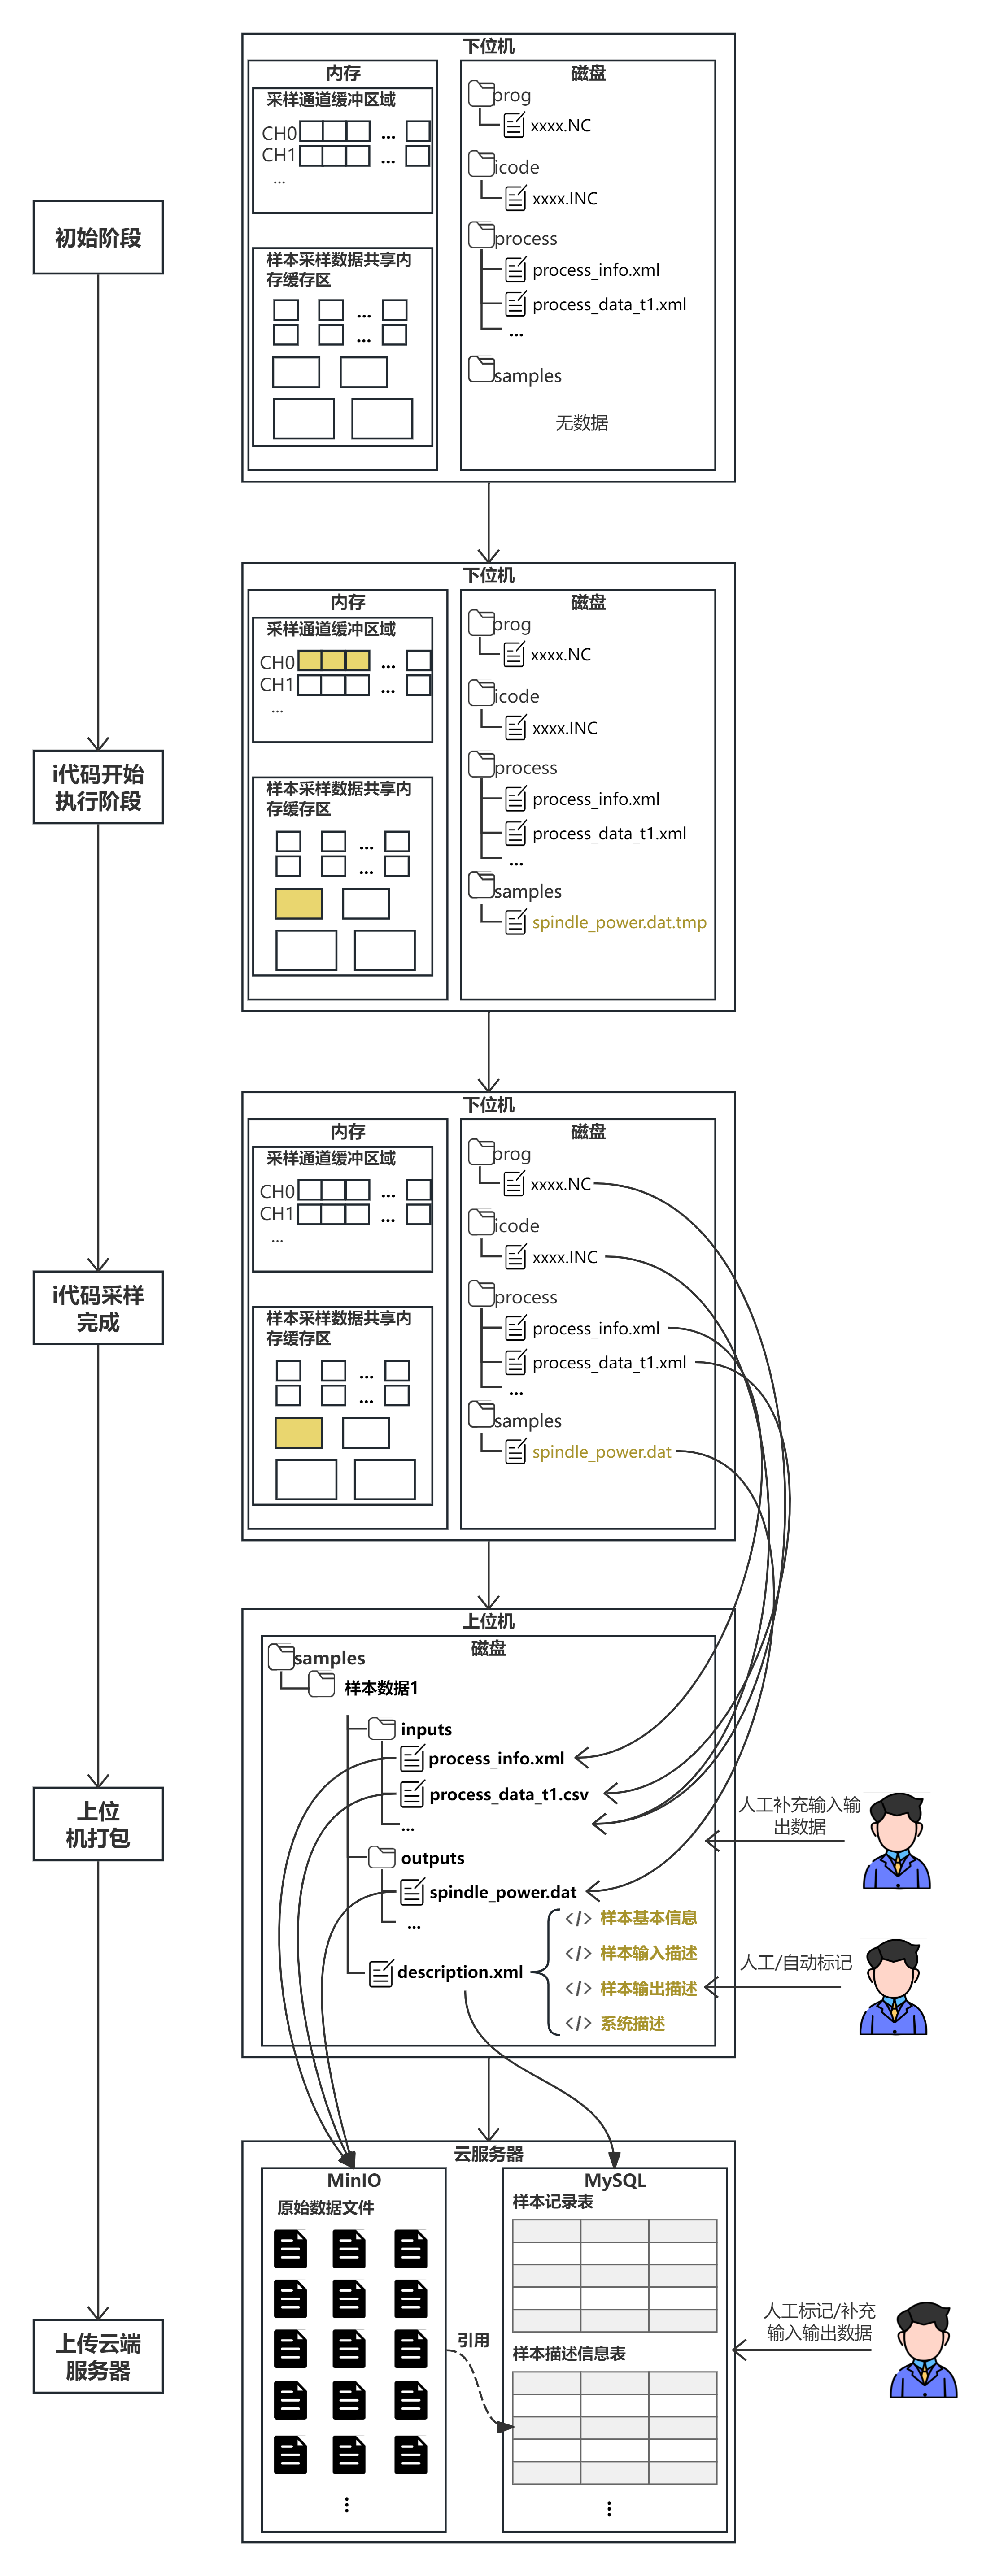 初始阶段
下位机
内存
采样通道缓冲区域
CH0
...
CH1
...
...
样本采样数据共享内
存缓存区
...
...
磁盘
prog
xxxx.NC
icode
xxxx.INC
process
process_info.xml
process_data_t1.xml
...
samples
无数据
i代码开始
执行阶段
下位机
内存
采样通道缓冲区域
CH0
...
CH1
...
...
样本采样数据共享内
存缓存区
...
...
磁盘
prog
xxxx.NC
icode
xxxx.INC
process
process_info.xml
process_data_t1.xml
...
samples
spindle_power.dat.tmp
i代码采样
完成
下位机
内存
采样通道缓冲区域
CH0
...
CH1
...
...
样本采样数据共享内
存缓存区
...
...
磁盘
prog
xxxx.NC
icode
xxxx.INC
process
process_info.xml
process_data_t1.xml
...
samples
spindle_power.dat
上位
机打包
上位机
磁盘
samples
样本数据1
inputs
process_info.xml
process_data_t1.csv
...
outputs
spindle_power.dat
...
description.xml
</> 样本基本信息
</> 样本输入描述
</> 样本输出描述
</> 系统描述
人工补充输入输
出数据
人工/自动标记
上传云端
服务器
云服务器
MinIO
原始数据文件
引用
MySQL
样本记录表
样本描述信息表
人工标记/补充
输入输出数据